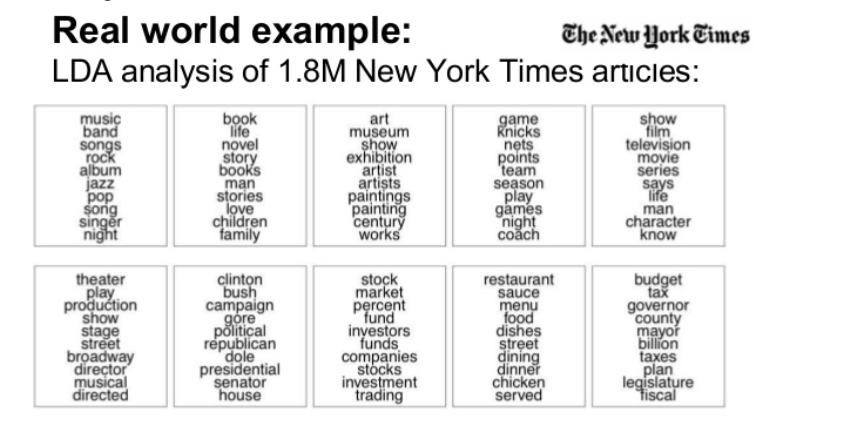 Real world example:
The New York Times
LDA analysis of 1.8M New York Times articles:
music
band
songs
rock
album
jazz
pop
song
singer
night
book
life
novel
story
books
man
stories
love
children
family
art
museum
show
exhibition
artist
artists
paintings
painting
century
works
game
knicks
nets
points
team
season
play
games
night
coach
show
film
television
movie
series
says
life
man
character
know
theater
play
production
show
stage
street
broadway
director
musical
directed
clinton
bush
campaign
gore
political
republican
dole
presidential
senator
house
stock
market
percent
fund
investors
funds
companies
stocks
investment
trading
restaurant
sauce
menu
food
dishes
street
dining
dinner
chicken
served
budget
tax
governor
county
mayor
billion
taxes
plan
legislature
fiscal